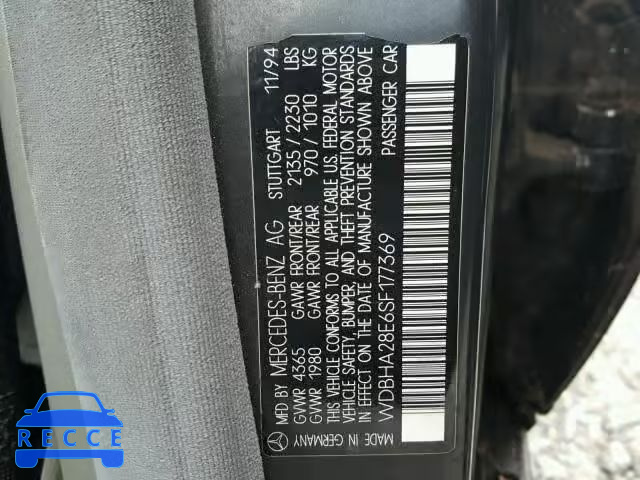 MFD BY MERCEDES-BENZ AG STUTTGART 11/94
GVWR 4365 GAWR FRONT/REAR 2135/2230 LBS
GVWR 1980 GAWR FRONT/REAR 970/1010 KG
THIS VEHICLE CONFORMS TO ALL APPLICABLE U.S. FEDERAL MOTOR
VEHICLE SAFETY, BUMPER, AND THEFT PREVENTION STANDARDS
IN EFFECT ON THE DATE OF MANUFACTURE SHOWN ABOVE
WDBHA28E6SF177369 PASSENGER CAR
MADE IN GERMANY
RECCE